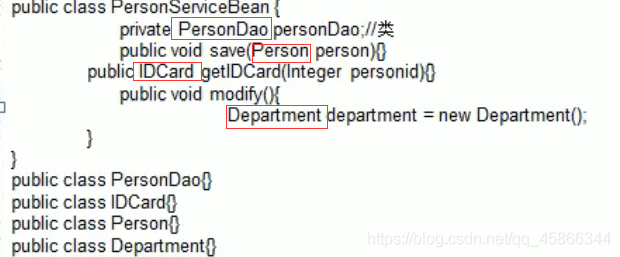 public class PersonServiceBean {
private PersonDao personDao;//类
public void save(Person person){}
public IDCard getIDCard(Integer personid){}
public void modify(){
Department department = new Department();
}
}
public class PersonDao{}
public class IDCard{}
public class Person{}
public class Department{}
https://blog.csdn.net/qq_45866344